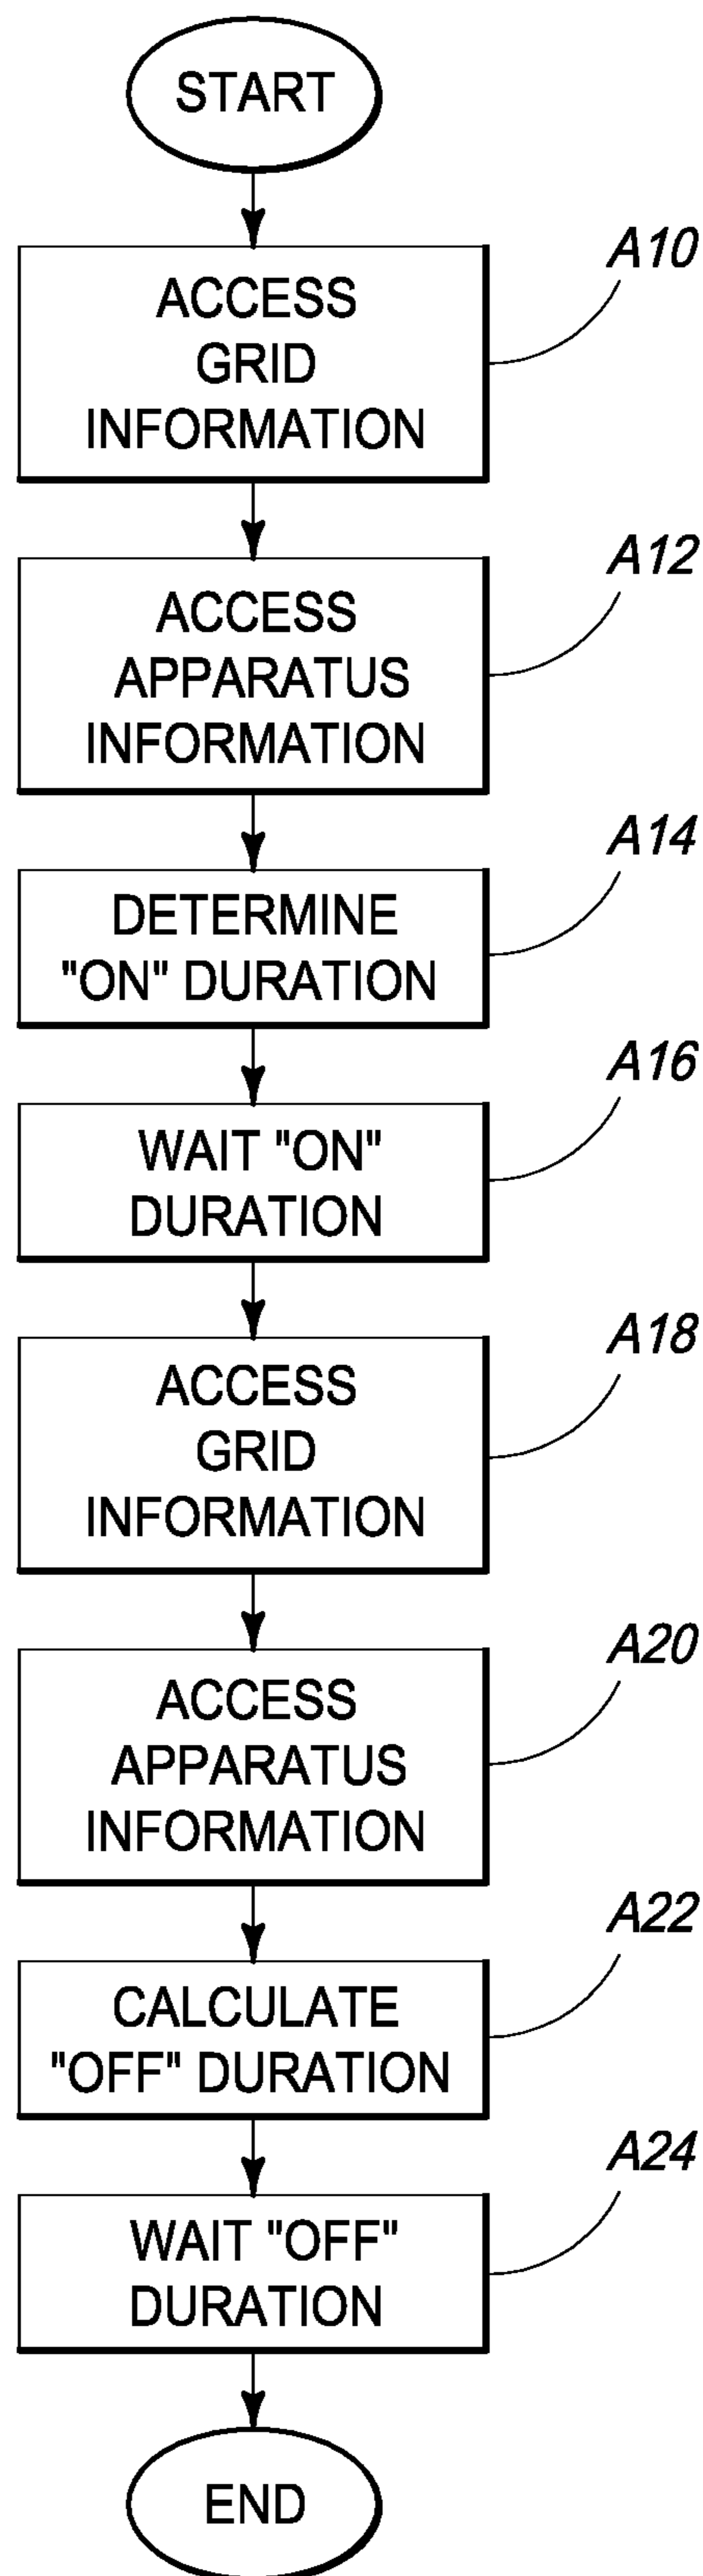 START
A10
ACCESS
GRID
INFORMATION
A12
ACCESS
APPARATUS
INFORMATION
A14
DETERMINE
"ON" DURATION
A16
WAIT "ON"
DURATION
A18
ACCESS
GRID
INFORMATION
A20
ACCESS
APPARATUS
INFORMATION
A22
CALCULATE
"OFF" DURATION
A24
WAIT "OFF"
DURATION
END